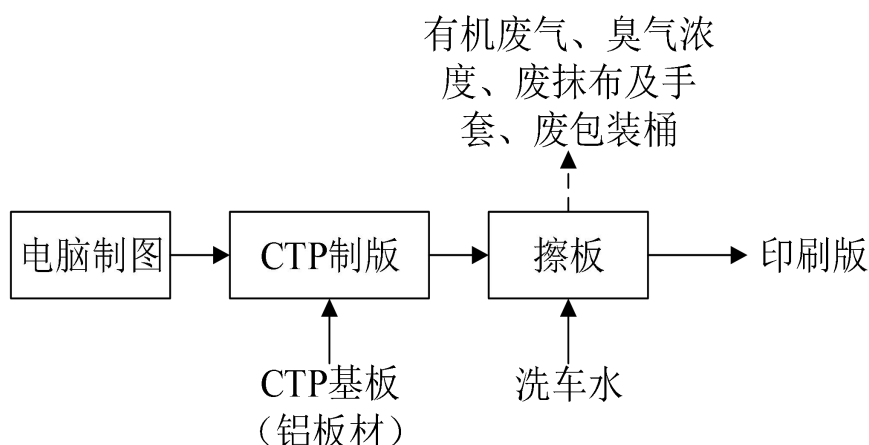 有机废气、臭气浓
度、废抹布及手
套、废包装桶
电脑制图
CTP制版
擦板
印刷版
CTP基板
（铝板材）
洗车水